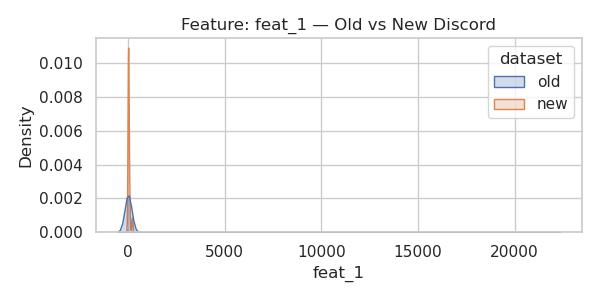 Feature: feat_1 — Old vs New Discord
dataset
old
new
0.010
0.008
0.006
0.004
0.002
0.000
Density
0
5000
10000
15000
20000
feat_1